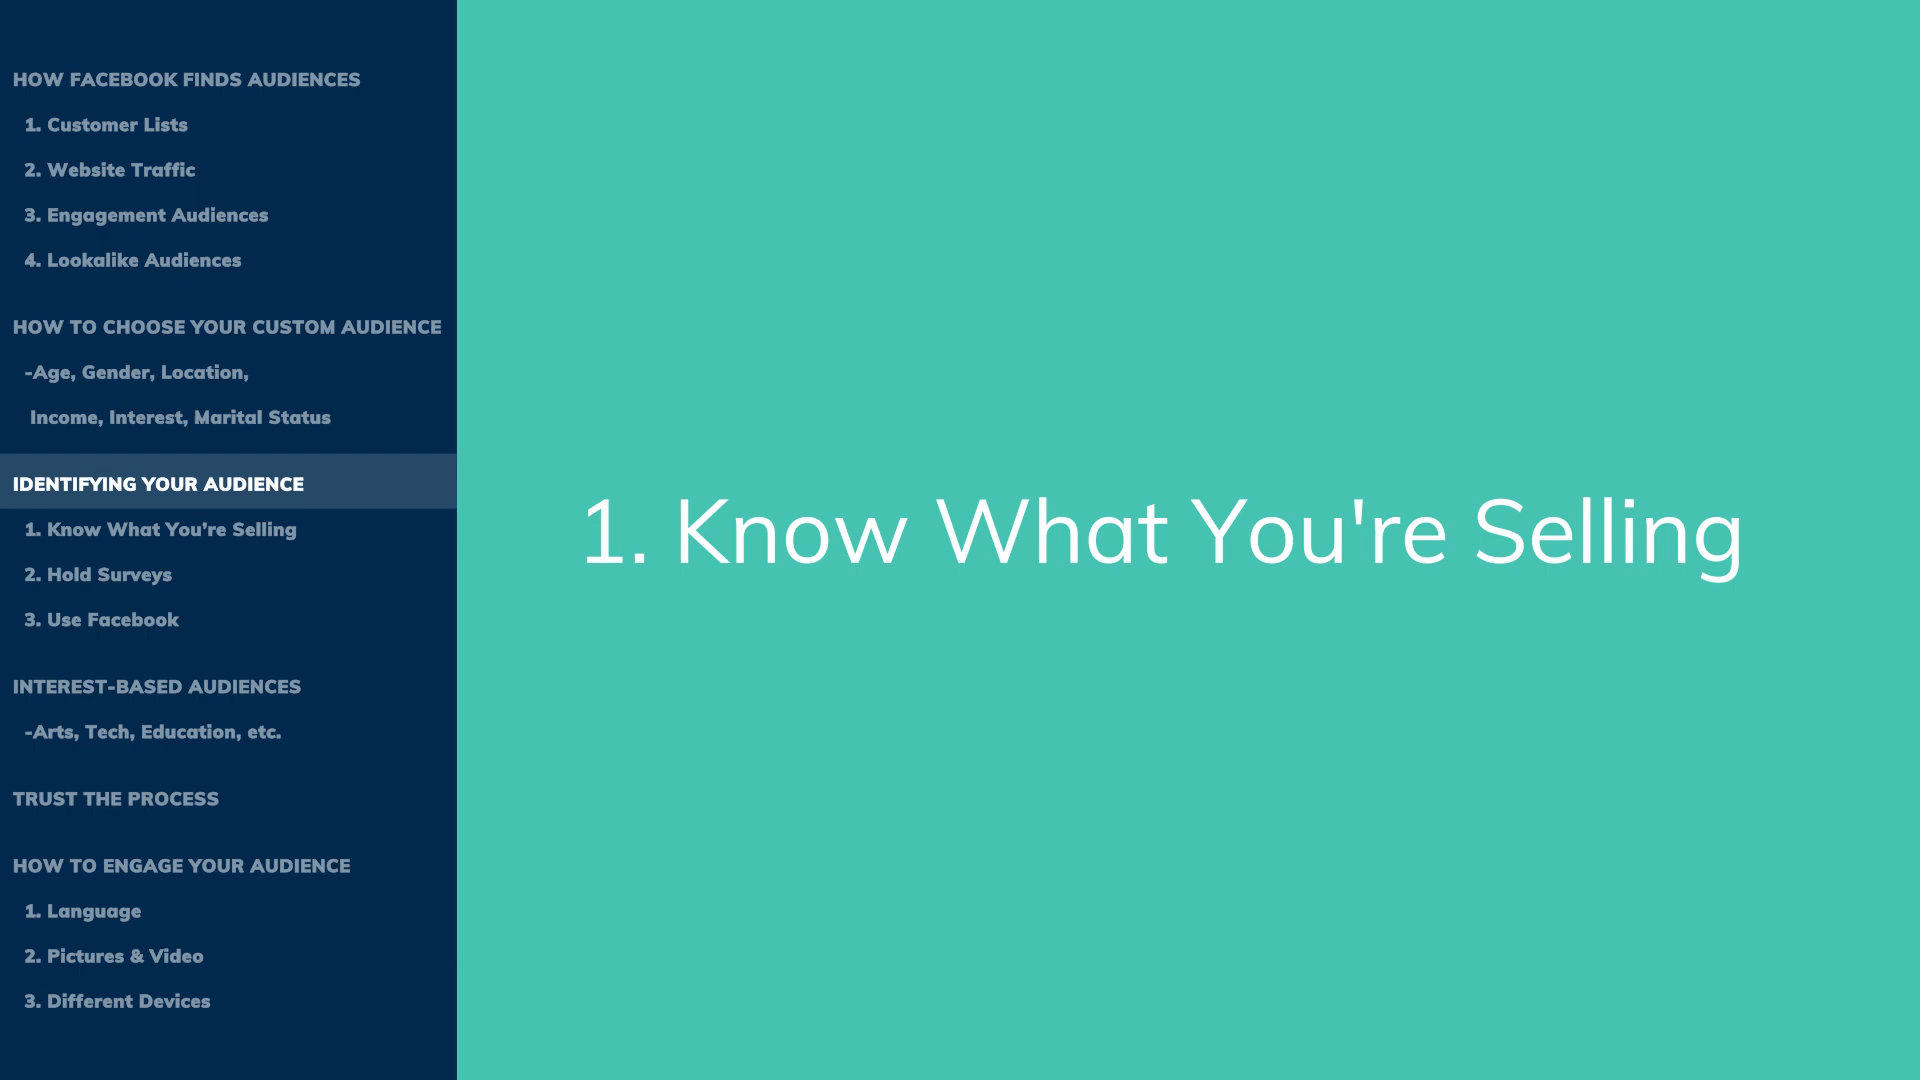 HOW FACEBOOK FINDS AUDIENCES
1. Customer Lists
2. Website Traffic
3. Engagement Audiences
4. Lookalike Audiences
HOW TO CHOOSE YOUR CUSTOM AUDIENCE
-Age, Gender, Location,
Income, Interest, Marital Status
IDENTIFYING YOUR AUDIENCE
1. Know What You’re Selling
2. Hold Surveys
3. Use Facebook
INTEREST-BASED AUDIENCES
-Arts, Tech, Education, etc.
TRUST THE PROCESS
HOW TO ENGAGE YOUR AUDIENCE
1. Language
2. Pictures & Video
3. Different Devices
1. Know What You're Selling